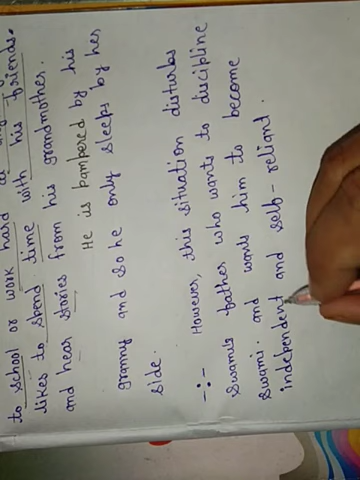 to school or work hard
likes to spend time with his friends.
and hear stories from his grandmother.
He is pampered by his
granny and so he only sleeps by her
side.
-:- However, this situation disturbs
Swami's father who wants to discipline
Swami. and wants him to become
independent and self-reliant.